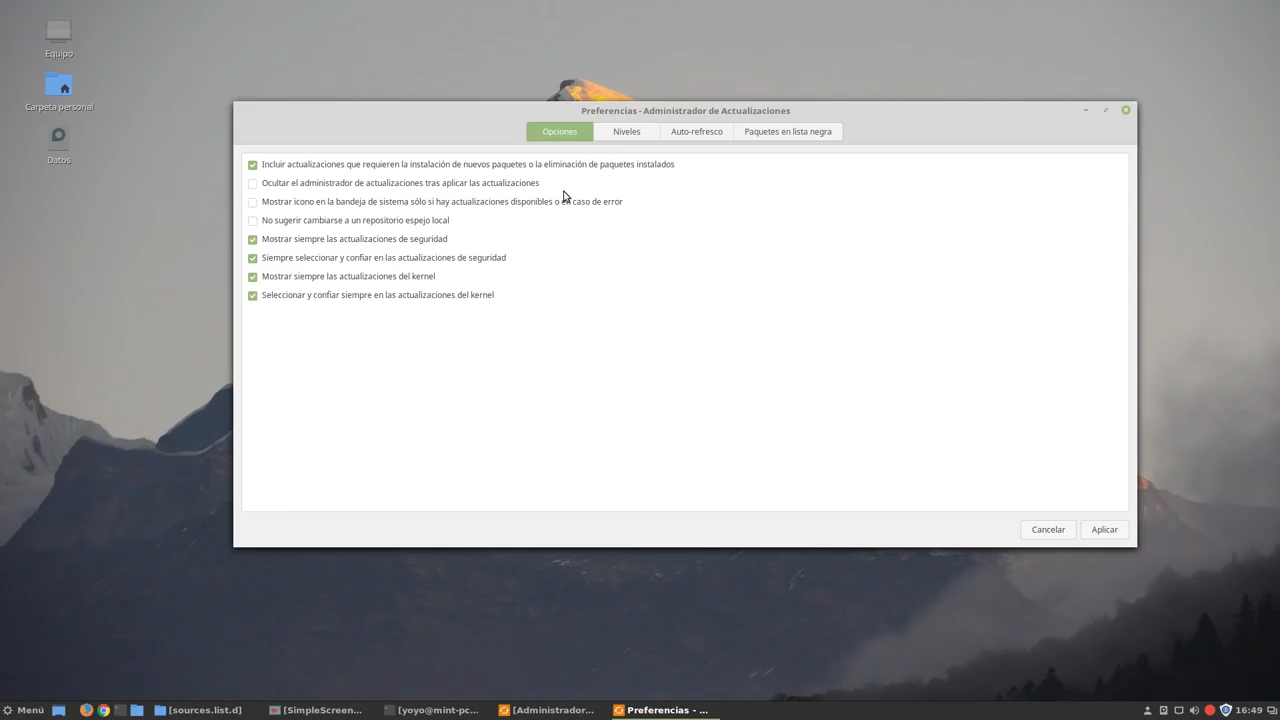 Equipo
Carpeta personal
Datos
Preferencias - Administrador de Actualizaciones
Opciones
Niveles
Auto-refresco
Paquetes en lista negra
Incluir actualizaciones que requieren la instalación de nuevos paquetes o la eliminación de paquetes instalados
Ocultar el administrador de actualizaciones tras aplicar las actualizaciones
Mostrar icono en la bandeja de sistema sólo si hay actualizaciones disponibles o en caso de error
No sugerir cambiarse a un repositorio espejo local
Mostrar siempre las actualizaciones de seguridad
Siempre seleccionar y confiar en las actualizaciones de seguridad
Mostrar siempre las actualizaciones del kernel
Seleccionar y confiar siempre en las actualizaciones del kernel
Cancelar
Aplicar
Menú
[sources.list.d]
[SimpleScreen...
[yoyo@mint-pc...
[Administrador...
Preferencias - ...
16:49